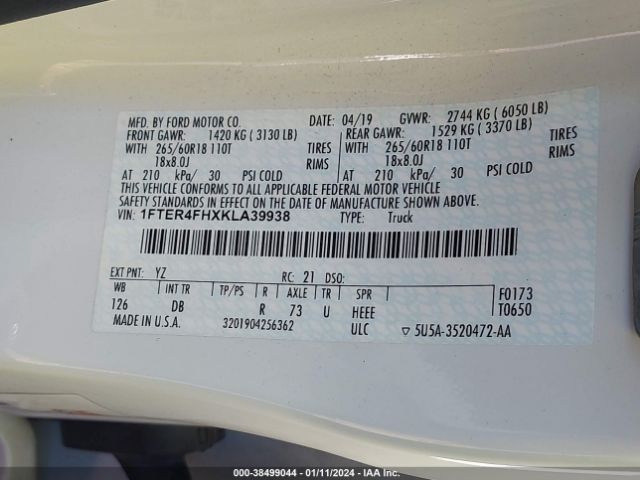 MFD. BY FORD MOTOR CO. DATE: 04/19 GVWR: 2744 KG ( 6050 LB)
FRONT GAWR: 1420 KG ( 3130 LB) REAR GAWR: 1529 KG ( 3370 LB)
WITH 265/60R18 110T TIRES WITH 265/60R18 110T TIRES
18x8.0J RIMS 18x8.0J RIMS
AT 210 kPa/ 30 PSI COLD AT 210 kPa/ 30 PSI COLD
THIS VEHICLE CONFORMS TO ALL APPLICABLE FEDERAL MOTOR VEHICLE
SAFETY STANDARDS IN EFFECT ON THE DATE OF MANUFACTURE SHOWN ABOVE.
VIN: 1FTER4FHXKLA39938 TYPE: Truck
EXT PNT: YZ RC: 21 DSO:
WB INT TR TP/PS R AXLE TR SPR F0173
126 DB R 73 U HEEE T0650
MADE IN U.S.A. 3201904256362 ULC 5U5A-3520472-AA
000-38499044 - 01/11/2024 - IAA Inc.